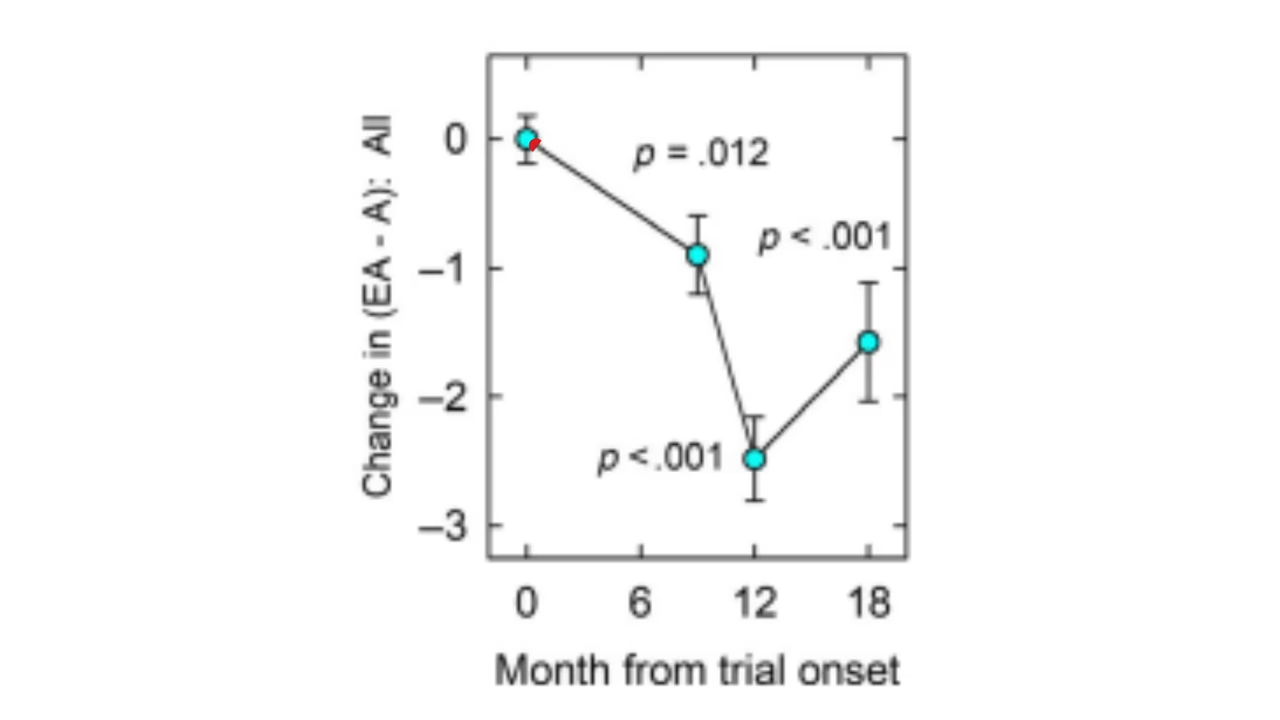 Change in (EA - A): All
0
–1
–2
–3
p = .012
p < .001
p <.001
0 6 12 18
Month from trial onset